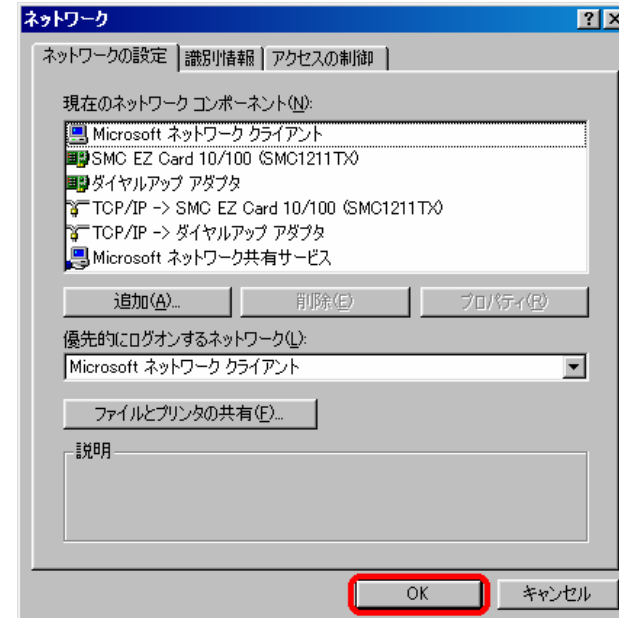 ネットワーク
ネットワークの設定 識別情報 アクセスの制御
現在のネットワーク コンポーネント(N):
Microsoft ネットワーク クライアント
SMC EZ Card 10/100 (SMC1211TX)
ダイヤルアップ アダプタ
TCP/IP -> SMC EZ Card 10/100 (SMC1211TX)
TCP/IP -> ダイヤルアップ アダプタ
Microsoft ネットワーク共有サービス
追加(A)... 削除(E) プロパティ(R)
優先的にログオンするネットワーク(L):
Microsoft ネットワーク クライアント
ファイルとプリンタの共有(F)...
説明
OK キャンセル